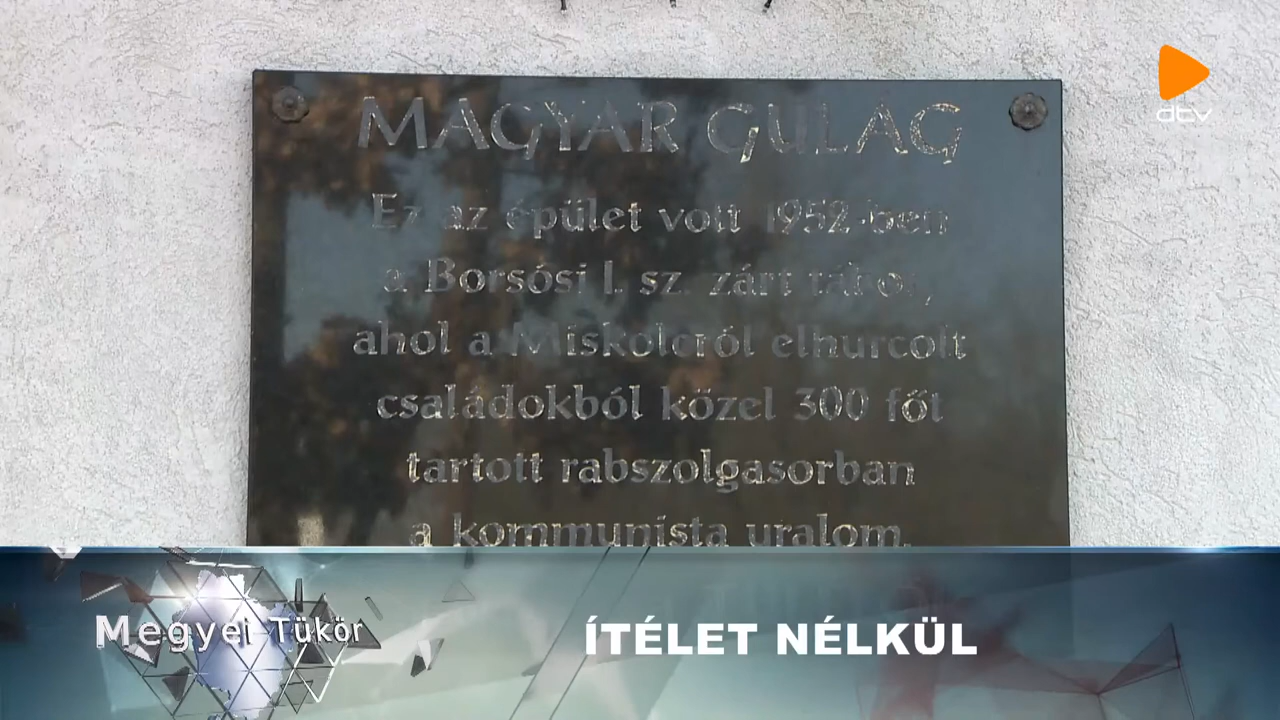 dtv
MAGYAR GULAG
Ez az épület volt 1952-ben
a Borsósi I. sz. zárt tábor,
ahol a Miskolcról elhurcolt
családokból közel 300 főt
tartott rabszolgasorban
a kommunista uralom.
Megyei Tükör
ÍTÉLET NÉLKÜL